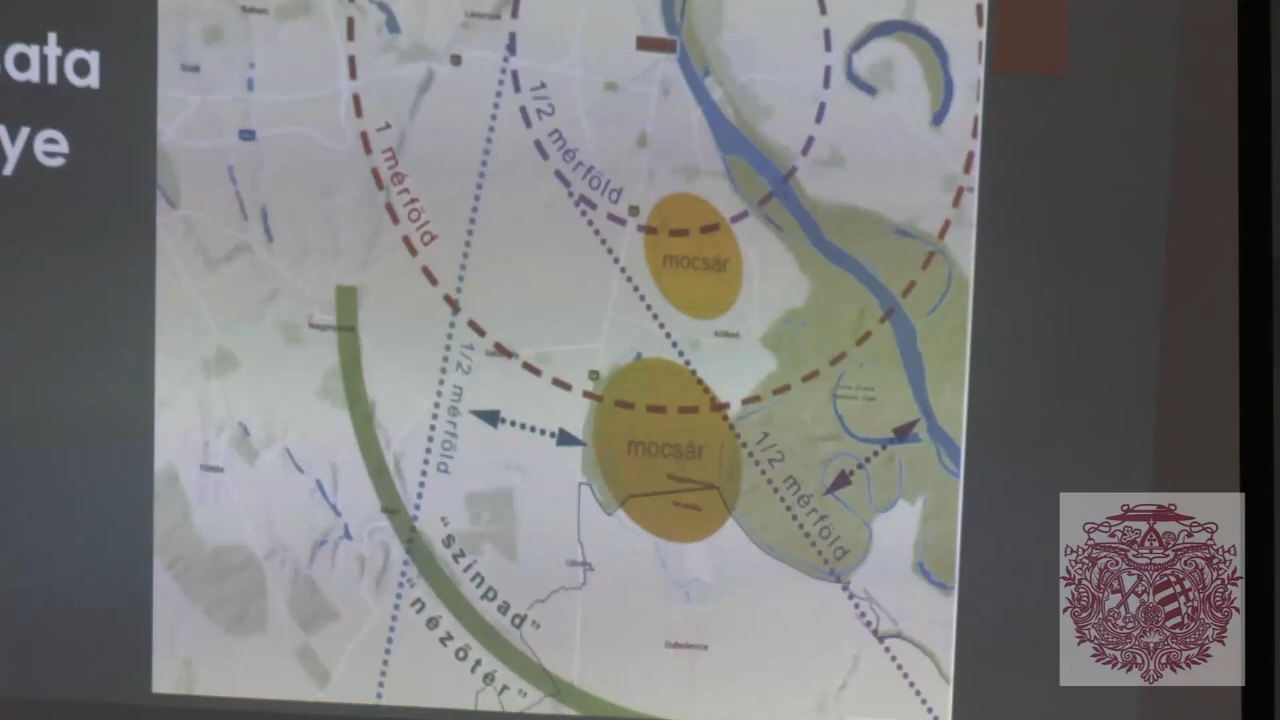 ata
ye
1/2 mérföld
1 mérföld
mocsár
1/2 mérföld
mocsár
1/2 mérföld
“színpad”
“nézőtér”